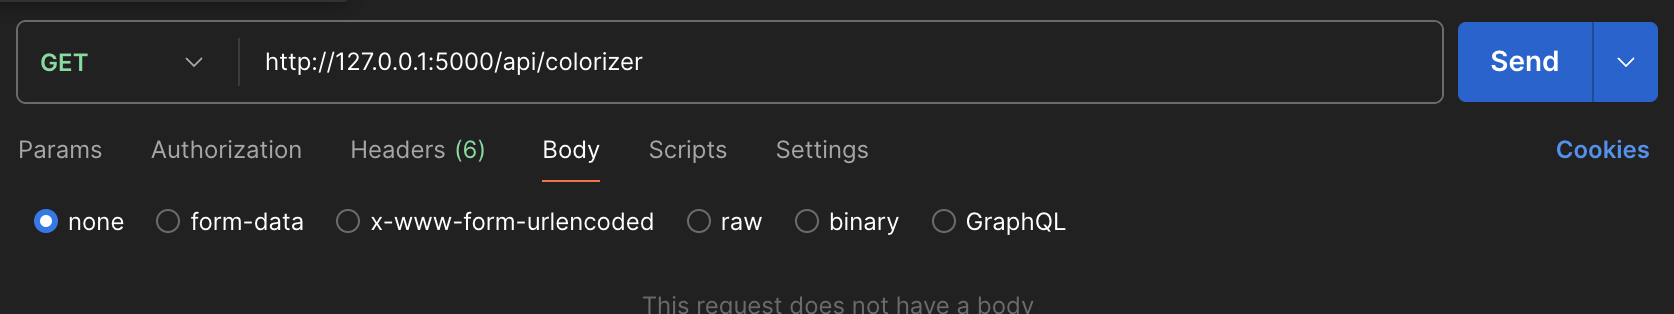 GET http://127.0.0.1:5000/api/colorizer Send
Params Authorization Headers (6) Body Scripts Settings Cookies
none form-data x-www-form-urlencoded raw binary GraphQL
This request does not have a body